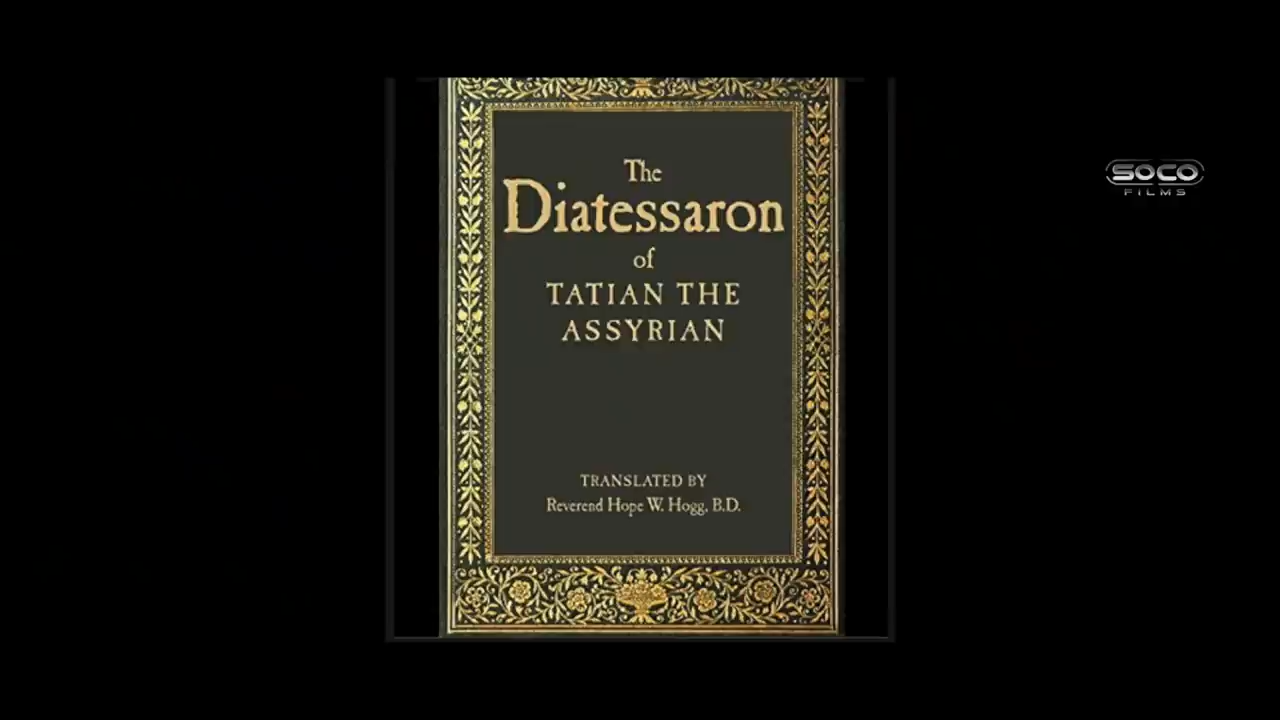 The
Diatessaron
of
TATIAN THE
ASSYRIAN
TRANSLATED BY
Reverend Hope W. Hogg, B.D.
SOCO
FILMS